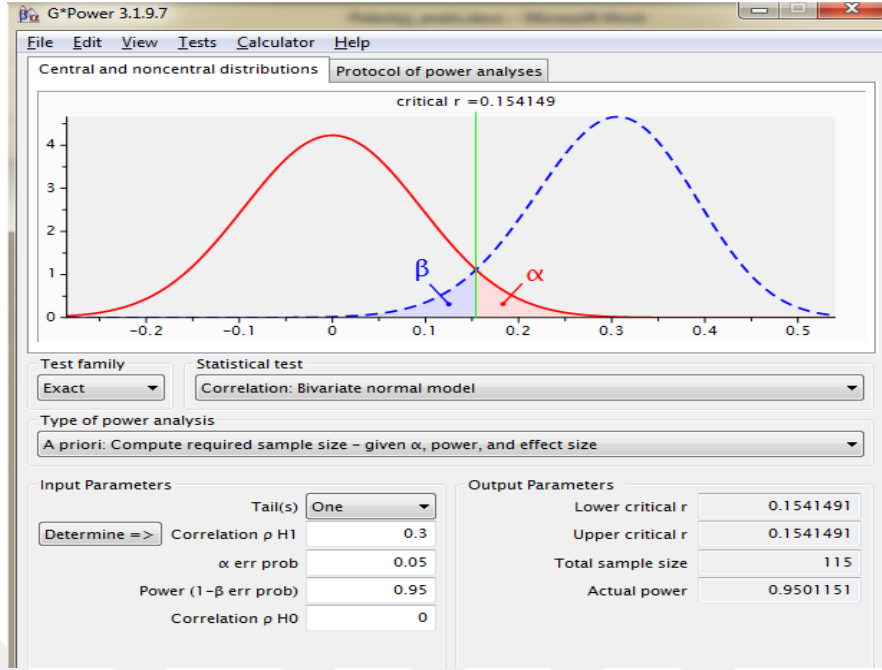 G*Power 3.1.9.7
File Edit View Tests Calculator Help
Central and noncentral distributions Protocol of power analyses
critical r =0.154149
4
3
2
1
0
β
α
-0.2 -0.1 0 0.1 0.2 0.3 0.4 0.5
Test family Statistical test
Exact Correlation: Bivariate normal model
Type of power analysis
A priori: Compute required sample size – given α, power, and effect size
Input Parameters Output Parameters
Tail(s) One Lower critical r 0.1541491
Determine => Correlation ρ H1 0.3 Upper critical r 0.1541491
α err prob 0.05 Total sample size 115
Power (1-β err prob) 0.95 Actual power 0.9501151
Correlation ρ H0 0